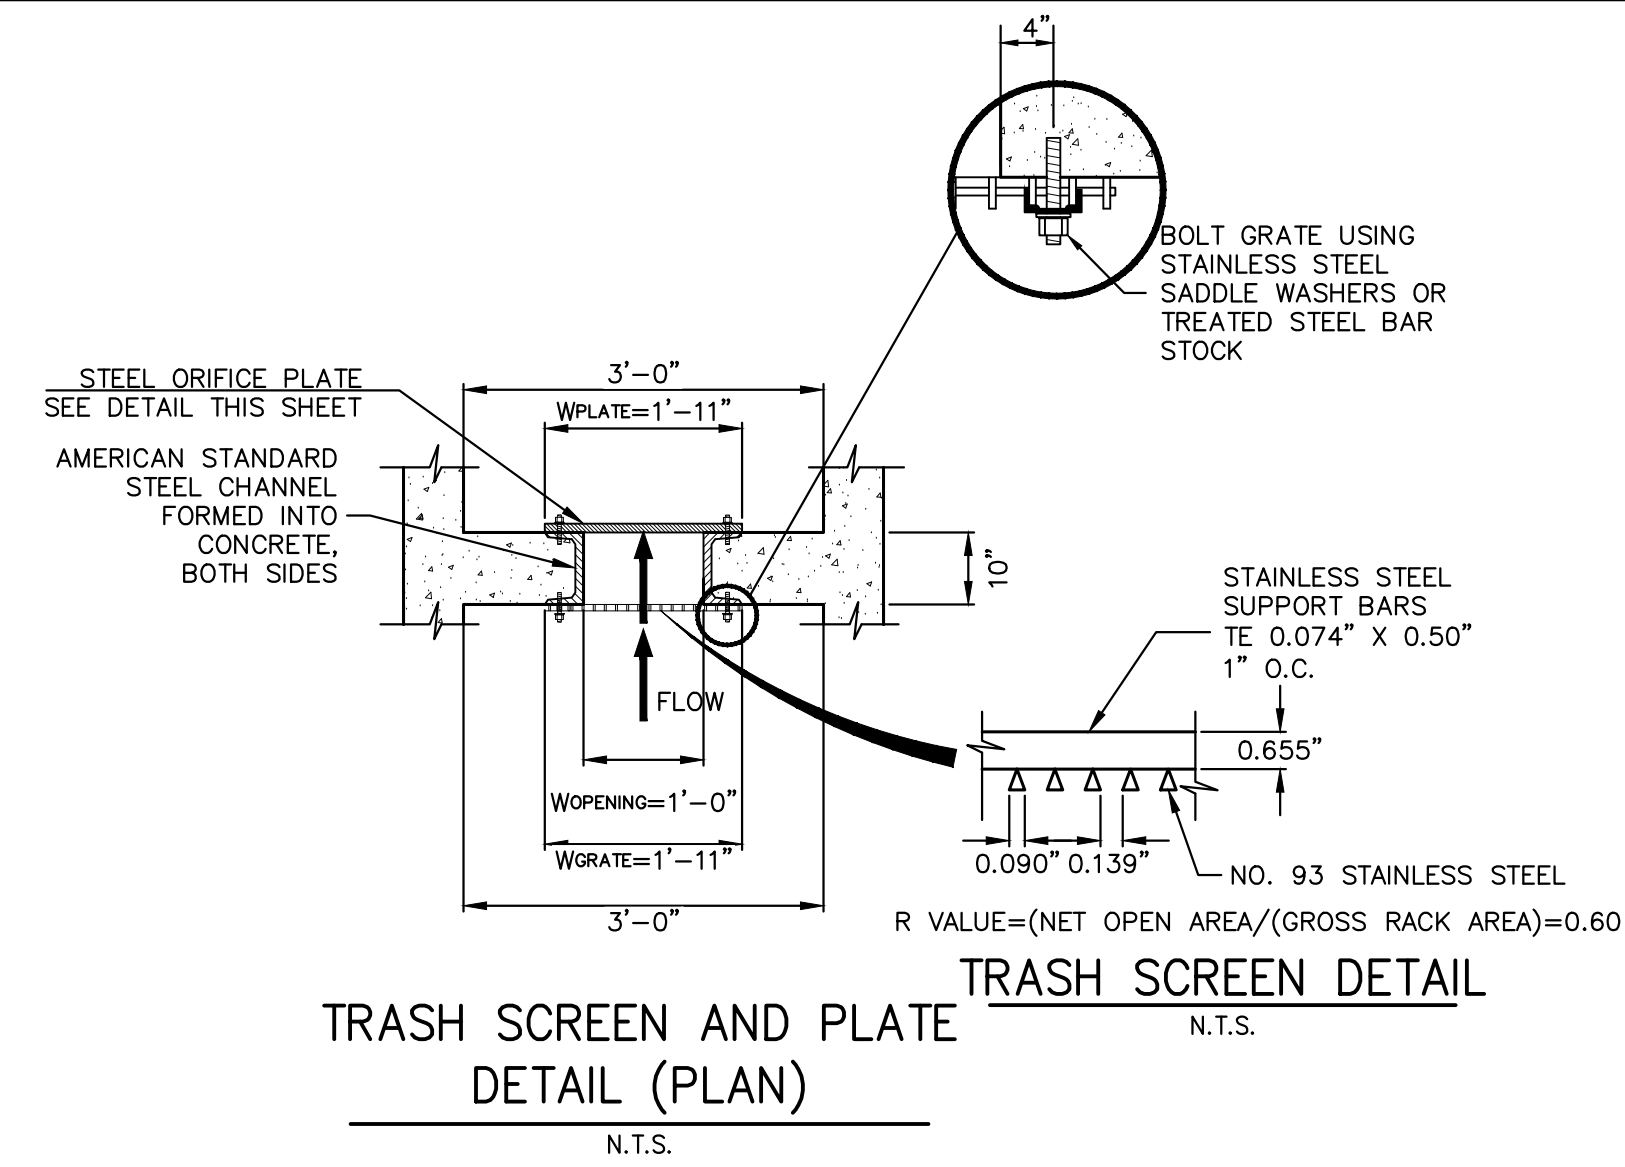 4"
BOLT GRATE USING
STAINLESS STEEL
SADDLE WASHERS OR
TREATED STEEL BAR
STOCK
STEEL ORIFICE PLATE
SEE DETAIL THIS SHEET
3'-0"
WPLATE=1'-11"
AMERICAN STANDARD
STEEL CHANNEL
FORMED INTO
CONCRETE,
BOTH SIDES
10"
FLOW
WOPENING=1'-0"
WGRATE=1'-11"
3'-0"
STAINLESS STEEL
SUPPORT BARS
TE 0.074" X 0.50"
1" O.C.
0.655"
0.090" 0.139"
NO. 93 STAINLESS STEEL
R VALUE=(NET OPEN AREA/(GROSS RACK AREA)=0.60
TRASH SCREEN DETAIL
N.T.S.
TRASH SCREEN AND PLATE
DETAIL (PLAN)
N.T.S.